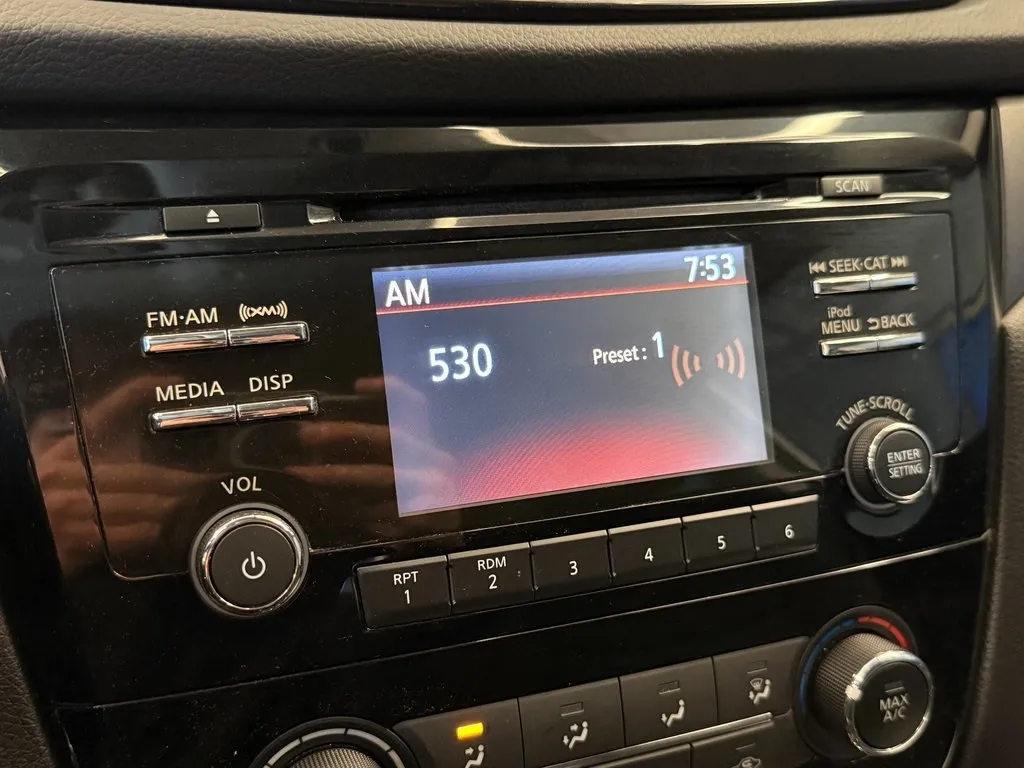 SCAN
AM 7:53
530 Preset: 1
FM·AM ((XM))
MEDIA DISP
VOL
SEEK·CAT
iPod
MENU BACK
TUNE·SCROLL
ENTER
SETTING
RPT
1
RDM
2
3
4
5
6
MAX
A/C